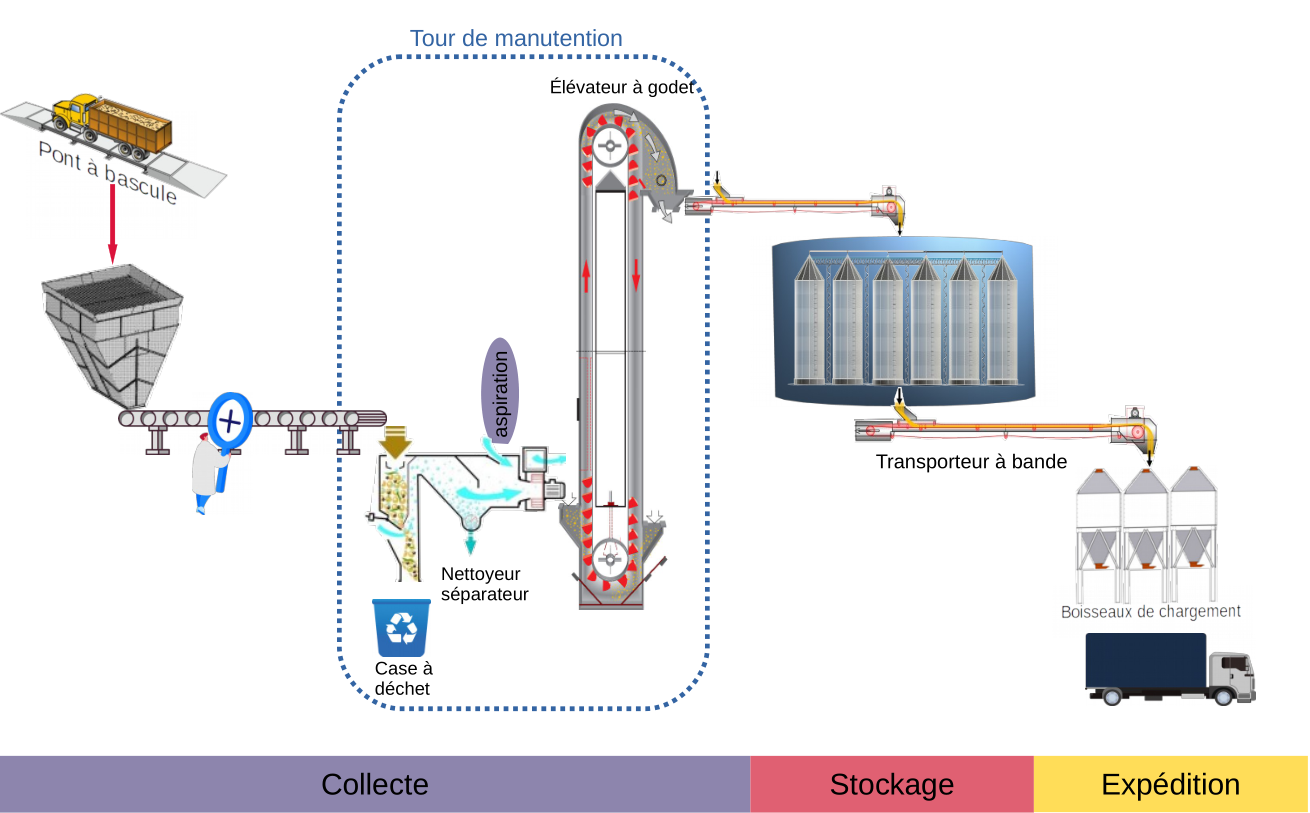 Tour de manutention
Élévateur à godet
Pont à bascule
aspiration
Transporteur à bande
Nettoyeur
séparateur
Boisseaux de chargement
Case à
déchet
Collecte
Stockage
Expédition